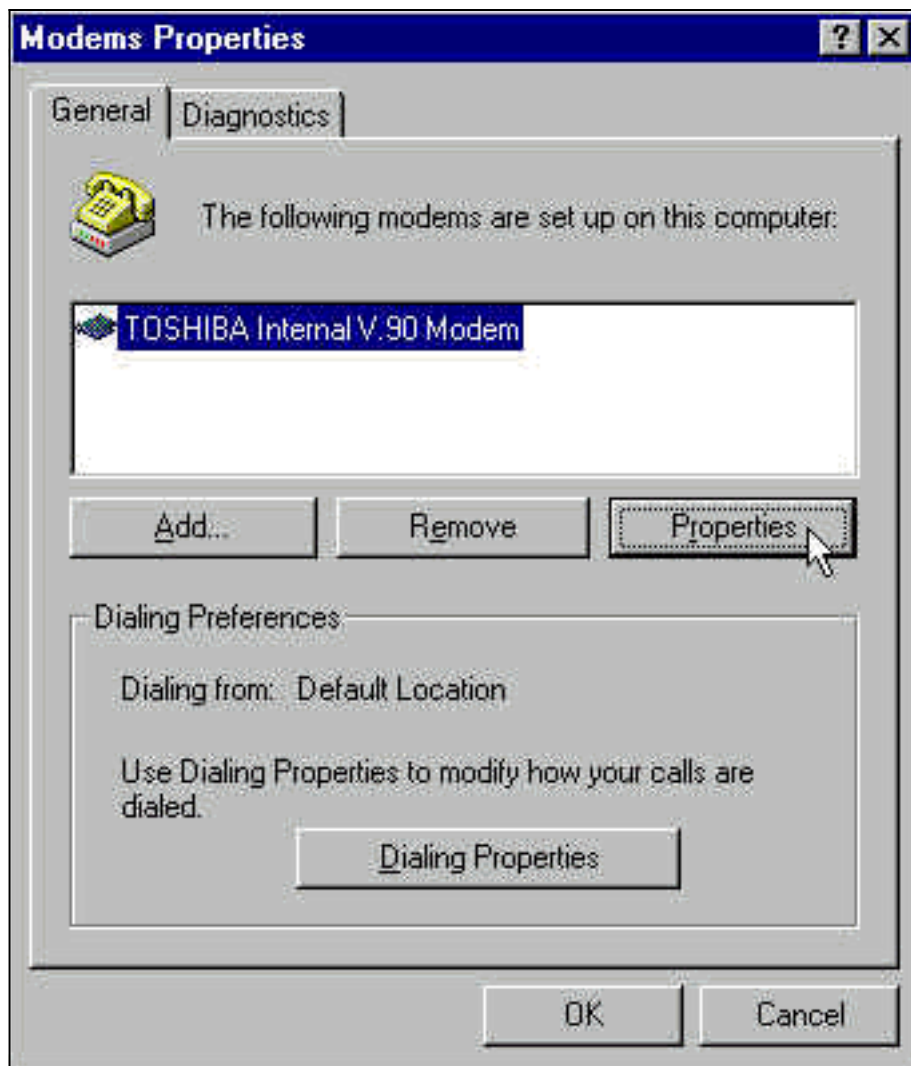 Modems Properties
General Diagnostics
The following modems are set up on this computer:
TOSHIBA Internal V.90 Modem
Add... Remove Properties
Dialing Preferences
Dialing from: Default Location
Use Dialing Properties to modify how your calls are
dialed.
Dialing Properties
OK Cancel